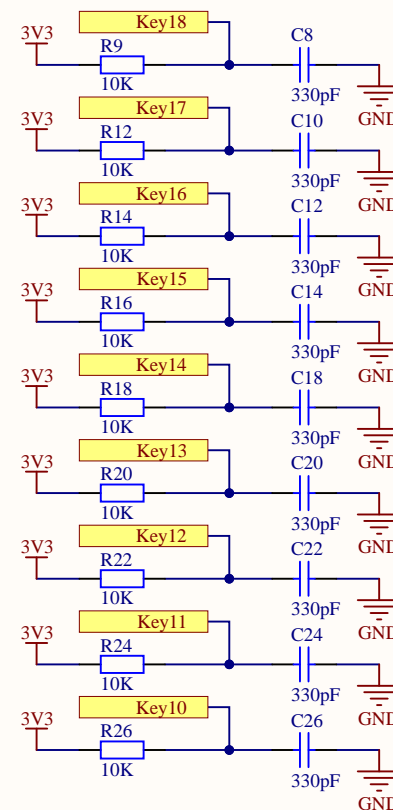 Key18
3V3 R9 C8
10K 330pF GND
Key17
3V3 R12 C10
10K 330pF GND
Key16
3V3 R14 C12
10K 330pF GND
Key15
3V3 R16 C14
10K 330pF GND
Key14
3V3 R18 C18
10K 330pF GND
Key13
3V3 R20 C20
10K 330pF GND
Key12
3V3 R22 C22
10K 330pF GND
Key11
3V3 R24 C24
10K 330pF GND
Key10
3V3 R26 C26
10K 330pF GND